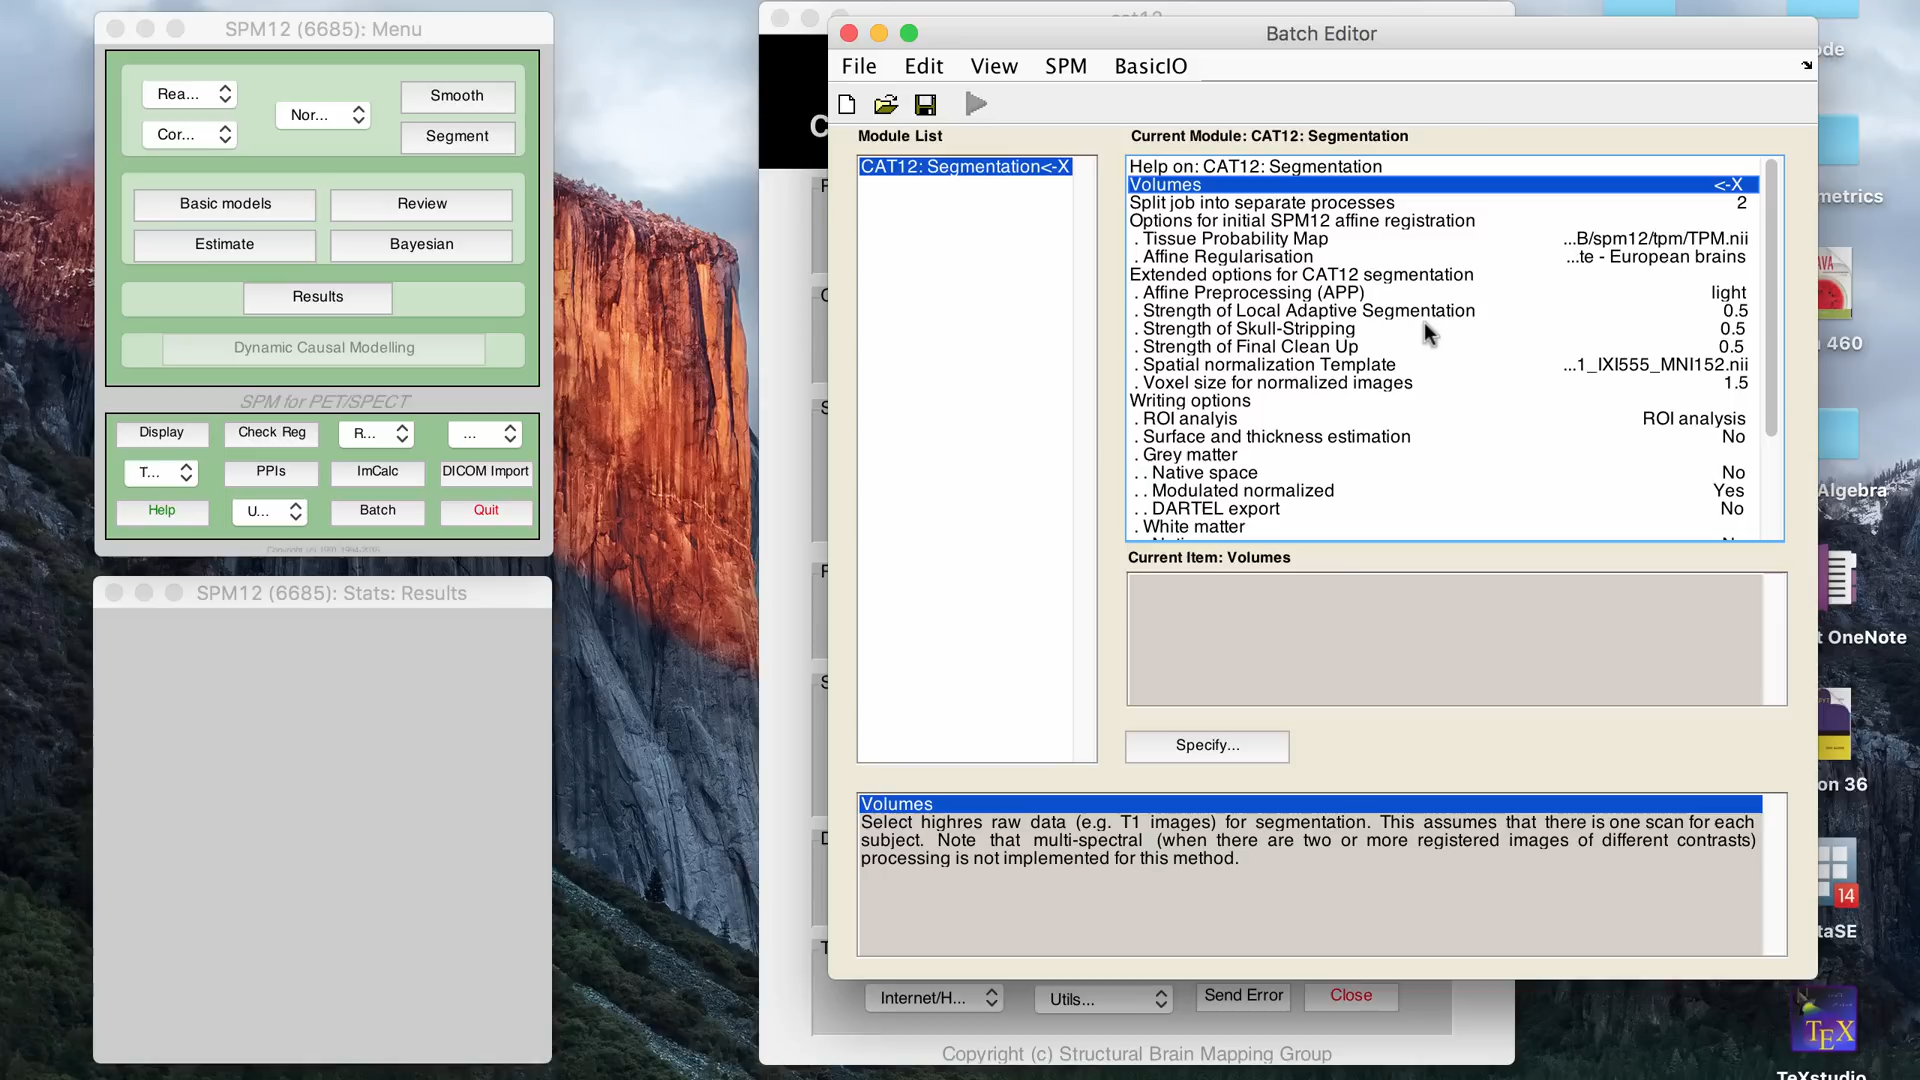 SPM12 (6685): Menu
Rea...
Cor...
Nor...
Smooth
Segment
Basic models
Review
Estimate
Bayesian
Results
Dynamic Causal Modelling
SPM for PET/SPECT
Display
Check Reg
R...
...
T...
PPIs
ImCalc
DICOM Import
Help
U...
Batch
Quit
SPM12 (6685): Stats: Results
cat12
Batch Editor
File Edit View SPM BasicIO
Module List
CAT12: Segmentation<-X
Current Module: CAT12: Segmentation
Help on: CAT12: Segmentation
Volumes <-X
Split job into separate processes 2
Options for initial SPM12 affine registration
. Tissue Probability Map ...B/spm12/tpm/TPM.nii
. Affine Regularisation ...te - European brains
Extended options for CAT12 segmentation
. Affine Preprocessing (APP) light
. Strength of Local Adaptive Segmentation 0.5
. Strength of Skull-Stripping 0.5
. Strength of Final Clean Up 0.5
. Spatial normalization Template ...1_IXI555_MNI152.nii
. Voxel size for normalized images 1.5
Writing options
. ROI analyis ROI analysis
. Surface and thickness estimation No
. Grey matter
. . Native space No
. . Modulated normalized Yes
. . DARTEL export No
. White matter
Current Item: Volumes
Specify...
Volumes
Select highres raw data (e.g. T1 images) for segmentation. This assumes that there is one scan for each
subject. Note that multi-spectral (when there are two or more registered images of different contrasts)
processing is not implemented for this method.
Internet/H...
Utils...
Send Error
Close
Copyright (c) Structural Brain Mapping Group
ode
metrics
460
Algebra
t OneNote
on 36
14
taSE
TEX
TeXstudio